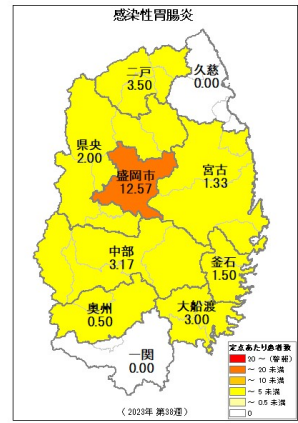 感染性胃腸炎
久慈
0.00
二戸
3.50
県央
2.00
盛岡市
12.57
宮古
1.33
中部
3.17
釜石
1.50
奥州
0.50
大船渡
3.00
一関
0.00
定点あたり患者数
20 ～ (警報)
～ 20 未満
～ 10 未満
～ 5 未満
～ 0.5 未満
0
（2023年 第38週）